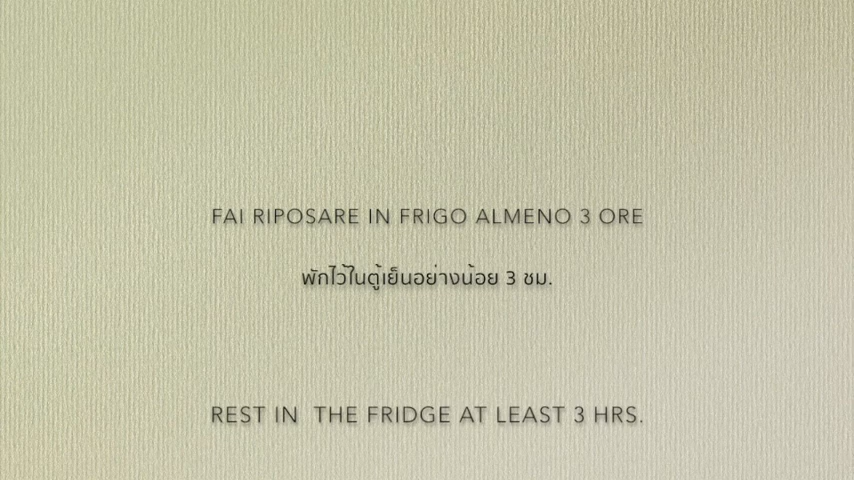 FAI RIPOSARE IN FRIGO ALMENO 3 ORE
พักไว้ในตู้เย็นอย่างน้อย 3 ชม.
REST IN THE FRIDGE AT LEAST 3 HRS.